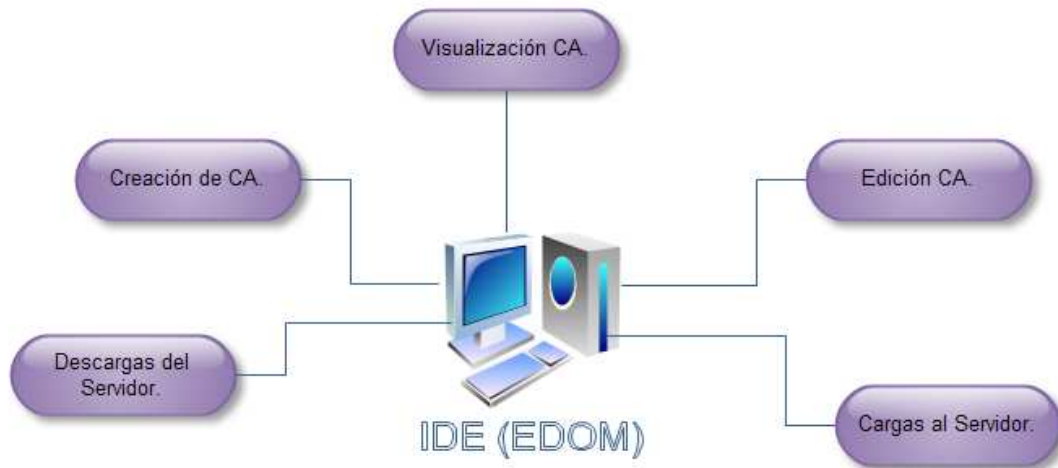 Visualización CA.
Creación de CA.
Edición CA.
Descargas del
Servidor.
Cargas al Servidor.
IDE (EDOM)